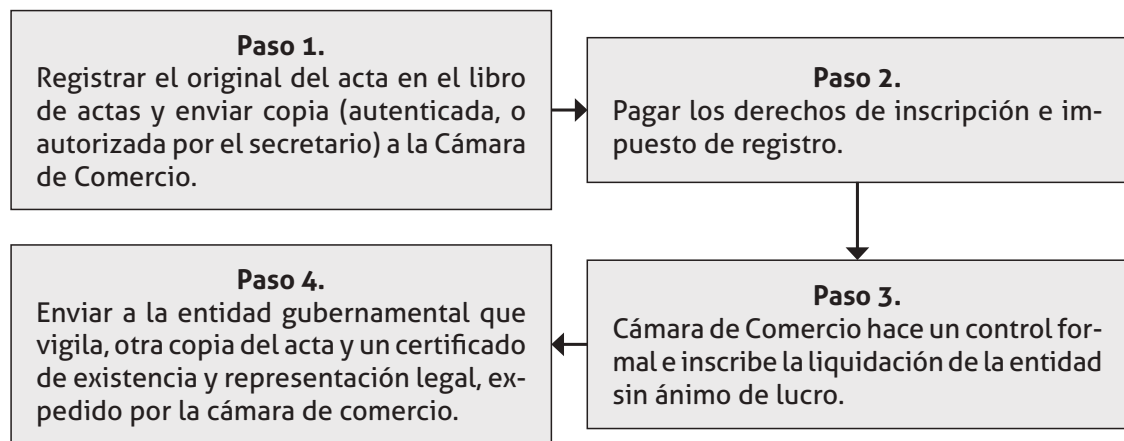 Paso 1.
Registrar el original del acta en el libro
de actas y enviar copia (autenticada, o
autorizada por el secretario) a la Cámara
de Comercio.
Paso 2.
Pagar los derechos de inscripción e im-
puesto de registro.
Paso 3.
Cámara de Comercio hace un control for-
mal e inscribe la liquidación de la entidad
sin ánimo de lucro.
Paso 4.
Enviar a la entidad gubernamental que
vigila, otra copia del acta y un certificado
de existencia y representación legal, ex-
pedido por la cámara de comercio.